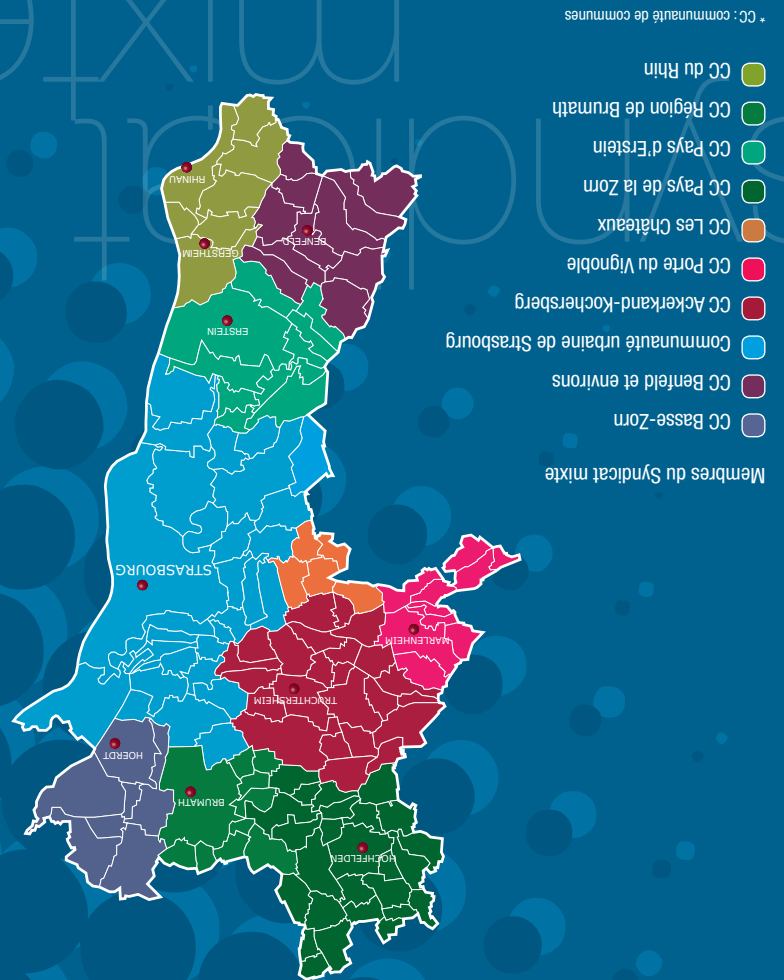 HOCHFELDEN
BRUMATH
HOERDT
TRUCHTERSHEIM
MARLENHEIM
STRASBOURG
ERSTEIN
GERSTHEIM
BENFELD
RHINAU
Membres du Syndicat mixte
CC Basse-Zorn
CC Benfeld et environs
Communauté urbaine de Strasbourg
CC Ackerkand-Kochersberg
CC Porte du Vignoble
CC Les Châteaux
CC Pays de la Zorn
CC Pays d'Erstein
CC Région de Brumath
CC du Rhin
* CC : communauté de communes
syndicat
mixte